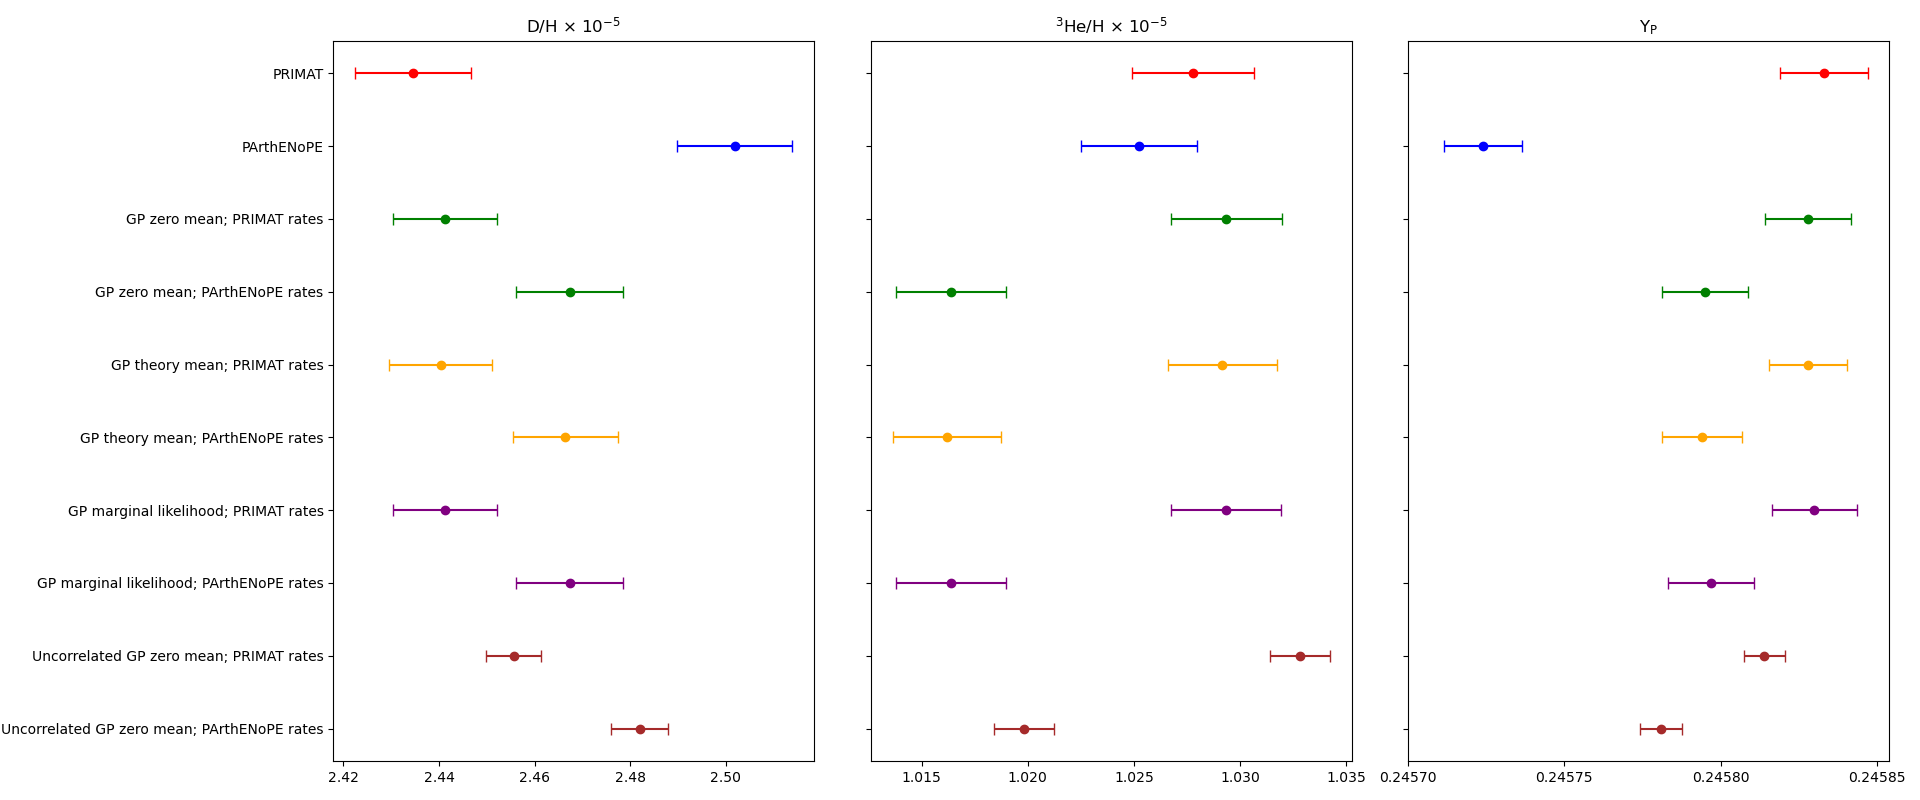 D/H × 10⁻⁵
³He/H × 10⁻⁵
Y_P
PRIMAT
PArthENoPE
GP zero mean; PRIMAT rates
GP zero mean; PArthENoPE rates
GP theory mean; PRIMAT rates
GP theory mean; PArthENoPE rates
GP marginal likelihood; PRIMAT rates
GP marginal likelihood; PArthENoPE rates
Uncorrelated GP zero mean; PRIMAT rates
Uncorrelated GP zero mean; PArthENoPE rates
2.42 2.44 2.46 2.48 2.50
1.015 1.020 1.025 1.030 1.035
0.24570 0.24575 0.24580 0.24585